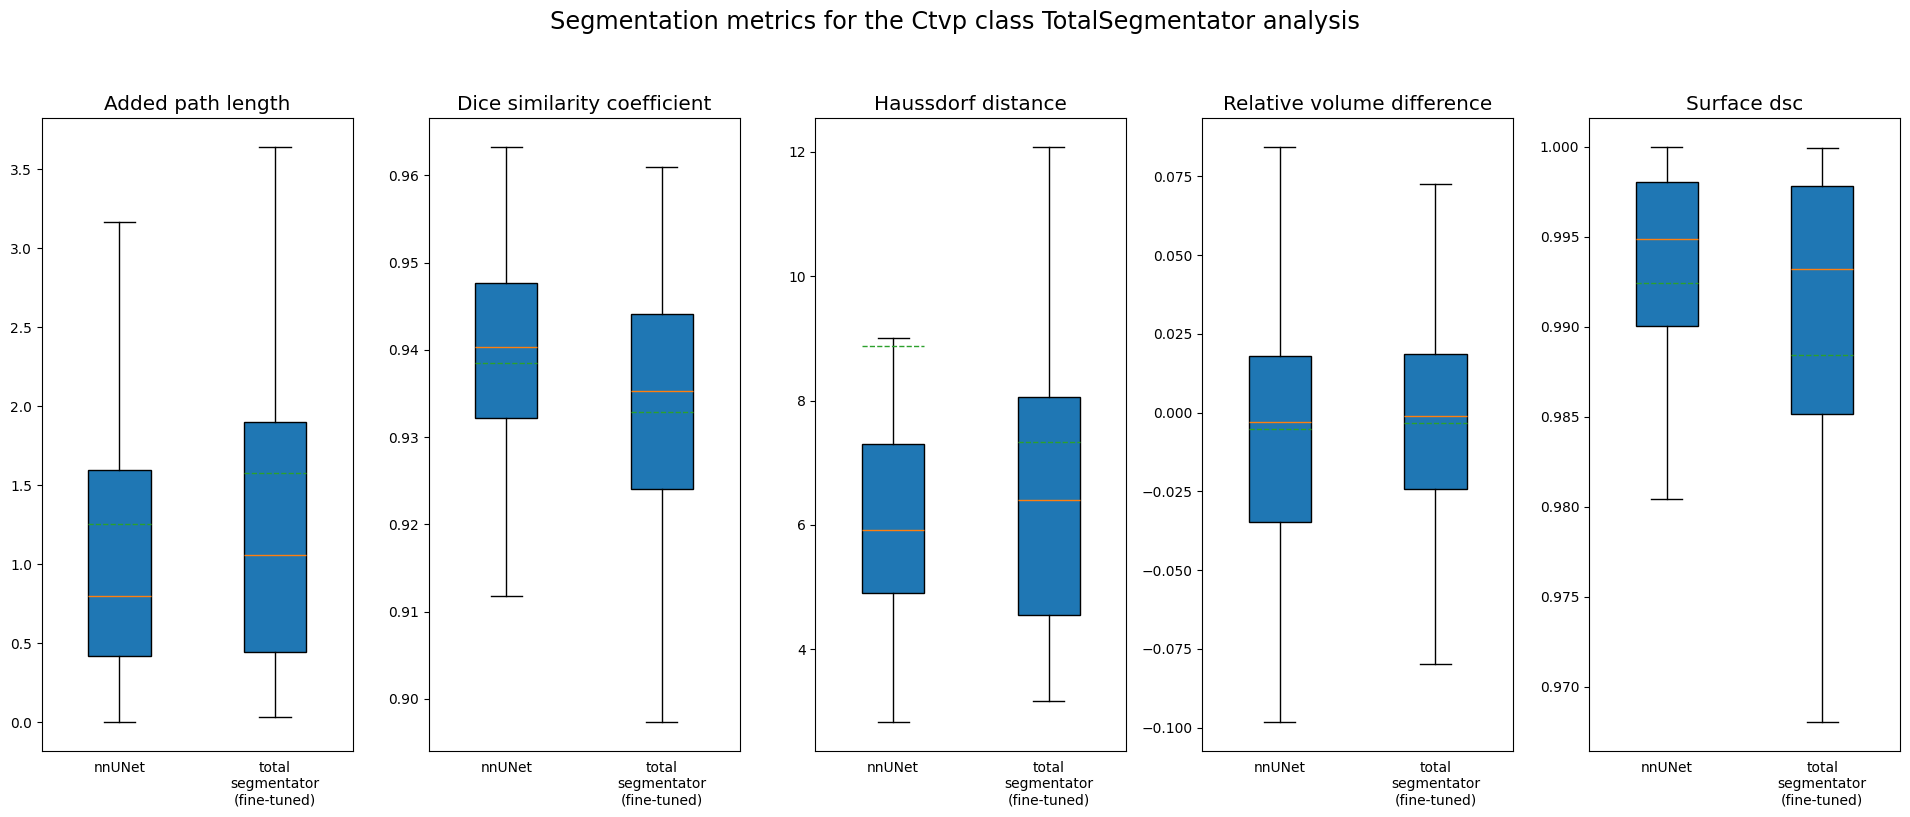 Segmentation metrics for the Ctvp class TotalSegmentator analysis
Added path length
3.5
3.0
2.5
2.0
1.5
1.0
0.5
0.0
nnUNet
total
segmentator
(fine-tuned)
Dice similarity coefficient
0.96
0.95
0.94
0.93
0.92
0.91
0.90
nnUNet
total
segmentator
(fine-tuned)
Haussdorf distance
12
10
8
6
4
nnUNet
total
segmentator
(fine-tuned)
Relative volume difference
0.075
0.050
0.025
0.000
−0.025
−0.050
−0.075
−0.100
nnUNet
total
segmentator
(fine-tuned)
Surface dsc
1.000
0.995
0.990
0.985
0.980
0.975
0.970
nnUNet
total
segmentator
(fine-tuned)